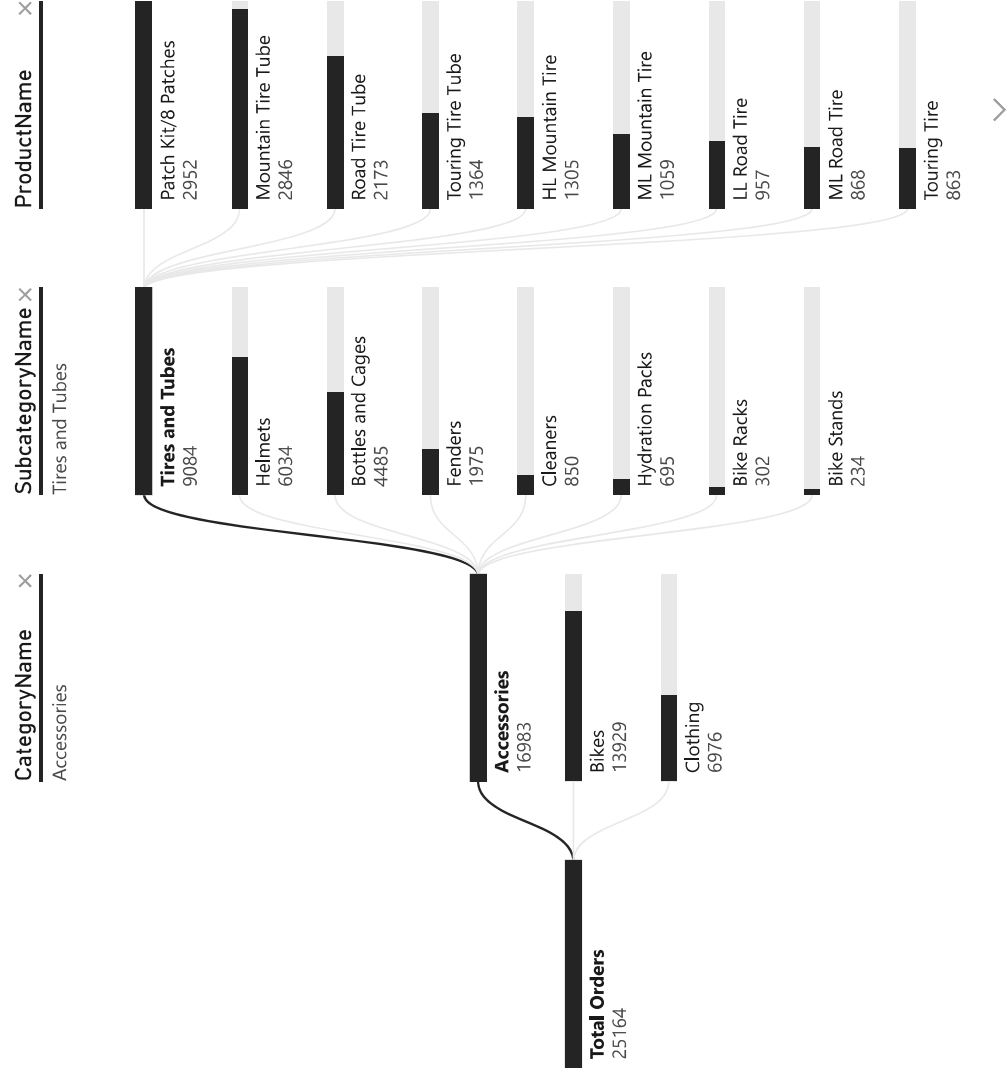 Total Orders
25164
CategoryName
Accessories
Accessories
16983
Bikes
13929
Clothing
6976
SubcategoryName
Tires and Tubes
Tires and Tubes
9084
Helmets
6034
Bottles and Cages
4485
Fenders
1975
Cleaners
850
Hydration Packs
695
Bike Racks
302
Bike Stands
234
ProductName
Patch Kit/8 Patches
2952
Mountain Tire Tube
2846
Road Tire Tube
2173
Touring Tire Tube
1364
HL Mountain Tire
1305
ML Mountain Tire
1059
LL Road Tire
957
ML Road Tire
868
Touring Tire
863